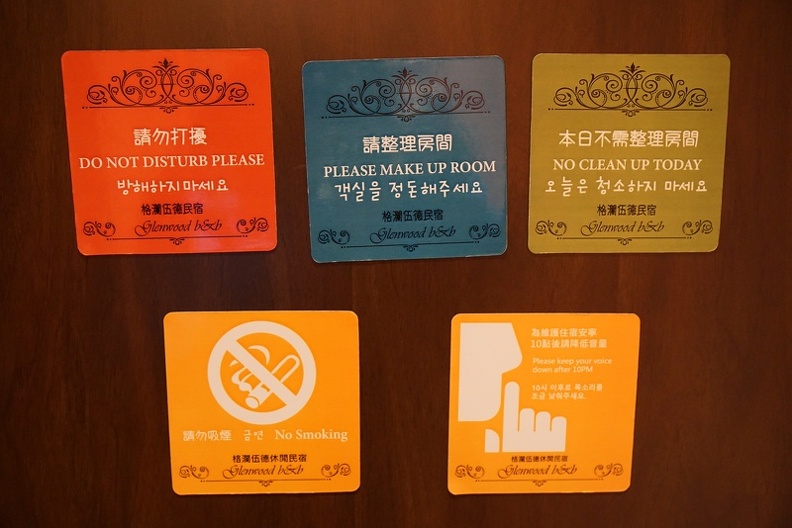 請勿打擾
DO NOT DISTURB PLEASE
방해하지 마세요
格瀾伍德民宿
Glenwood b&b
請整理房間
PLEASE MAKE UP ROOM
객실을 정돈해주세요
格瀾伍德民宿
Glenwood b&b
本日不需整理房間
NO CLEAN UP TODAY
오늘은 청소하지 마세요
格瀾伍德民宿
Glenwood b&b
請勿吸煙 금연 No Smoking
格瀾伍德休閒民宿
Glenwood b&b
為維護住宿安寧
10點後請降低音量
Please keep your voice
down after 10PM
10시 이후로 목소리를
조금 낮춰주세요.
格瀾伍德休閒民宿
Glenwood b&b